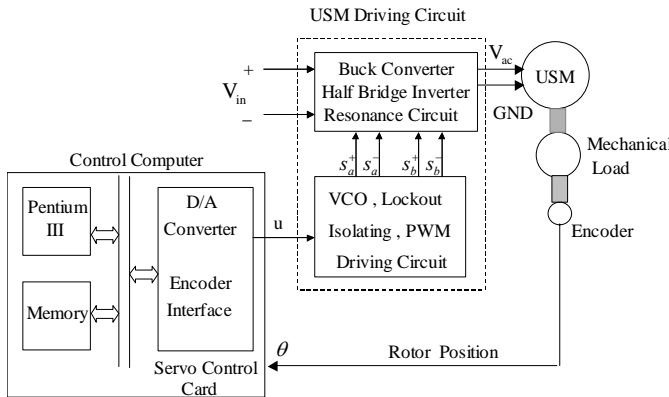 USM Driving Circuit
V_ac
+
V_in
−
Buck Converter
Half Bridge Inverter
Resonance Circuit
USM
GND
Mechanical
Load
Encoder
s_a^+ s_a^- s_b^+ s_b^-
VCO , Lockout
Isolating , PWM
Driving Circuit
Control Computer
Pentium
III
Memory
D/A
Converter
Encoder
Interface
u
Servo Control
Card
θ
Rotor Position